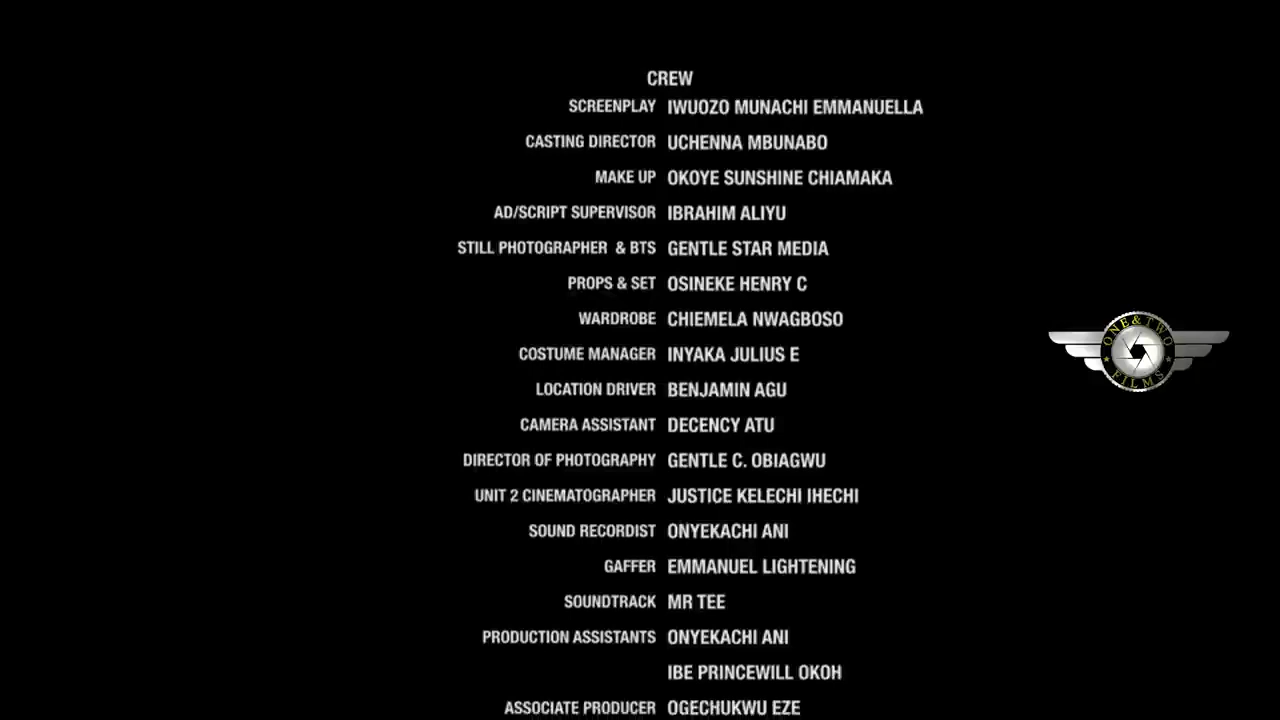 CREW
SCREENPLAY IWUOZO MUNACHI EMMANUELLA
CASTING DIRECTOR UCHENNA MBUNABO
MAKE UP OKOYE SUNSHINE CHIAMAKA
AD/SCRIPT SUPERVISOR IBRAHIM ALIYU
STILL PHOTOGRAPHER & BTS GENTLE STAR MEDIA
PROPS & SET OSINEKE HENRY C
WARDROBE CHIEMELA NWAGBOSO
COSTUME MANAGER INYAKA JULIUS E
LOCATION DRIVER BENJAMIN AGU
CAMERA ASSISTANT DECENCY ATU
DIRECTOR OF PHOTOGRAPHY GENTLE C. OBIAGWU
UNIT 2 CINEMATOGRAPHER JUSTICE KELECHI IHECHI
SOUND RECORDIST ONYEKACHI ANI
GAFFER EMMANUEL LIGHTENING
SOUNDTRACK MR TEE
PRODUCTION ASSISTANTS ONYEKACHI ANI
IBE PRINCEWILL OKOH
ASSOCIATE PRODUCER OGECHUKWU EZE
ONE&TWO
FILMS